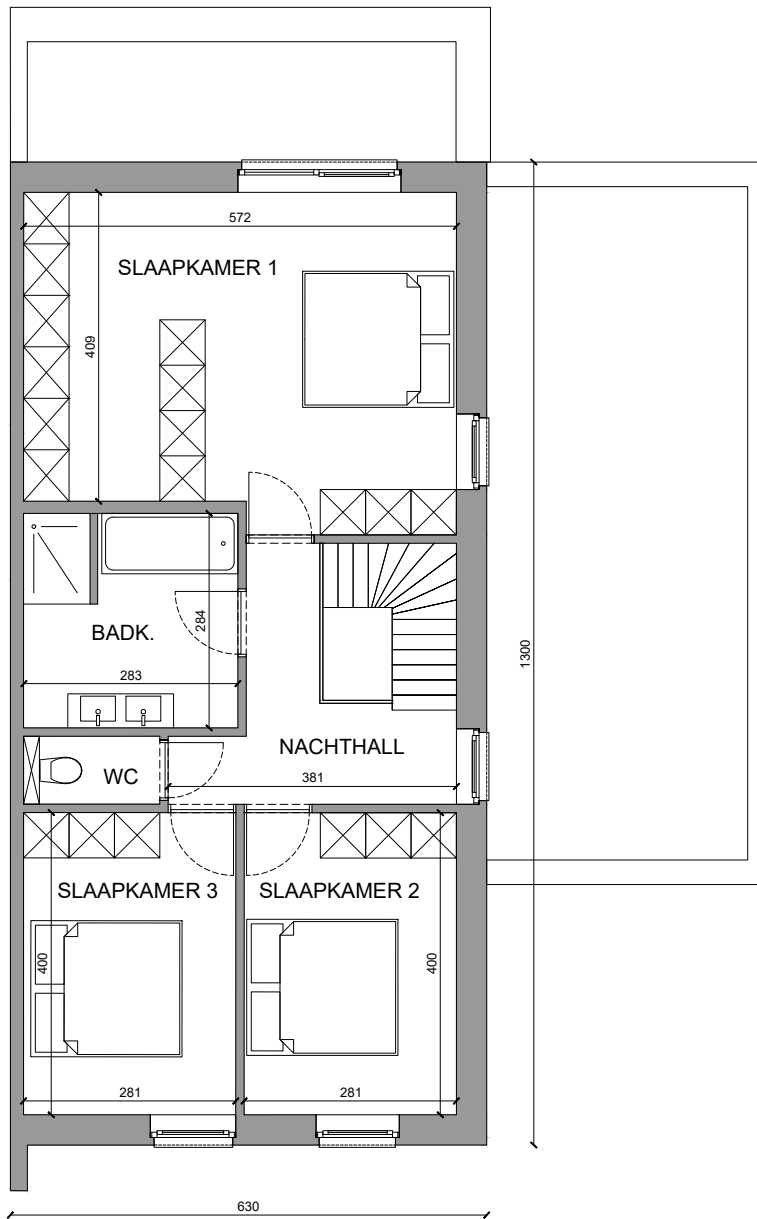 572
SLAAPKAMER 1
409
284
BADK.
283
1300
NACHTHALL
WC
381
SLAAPKAMER 3
SLAAPKAMER 2
400
400
281
281
630